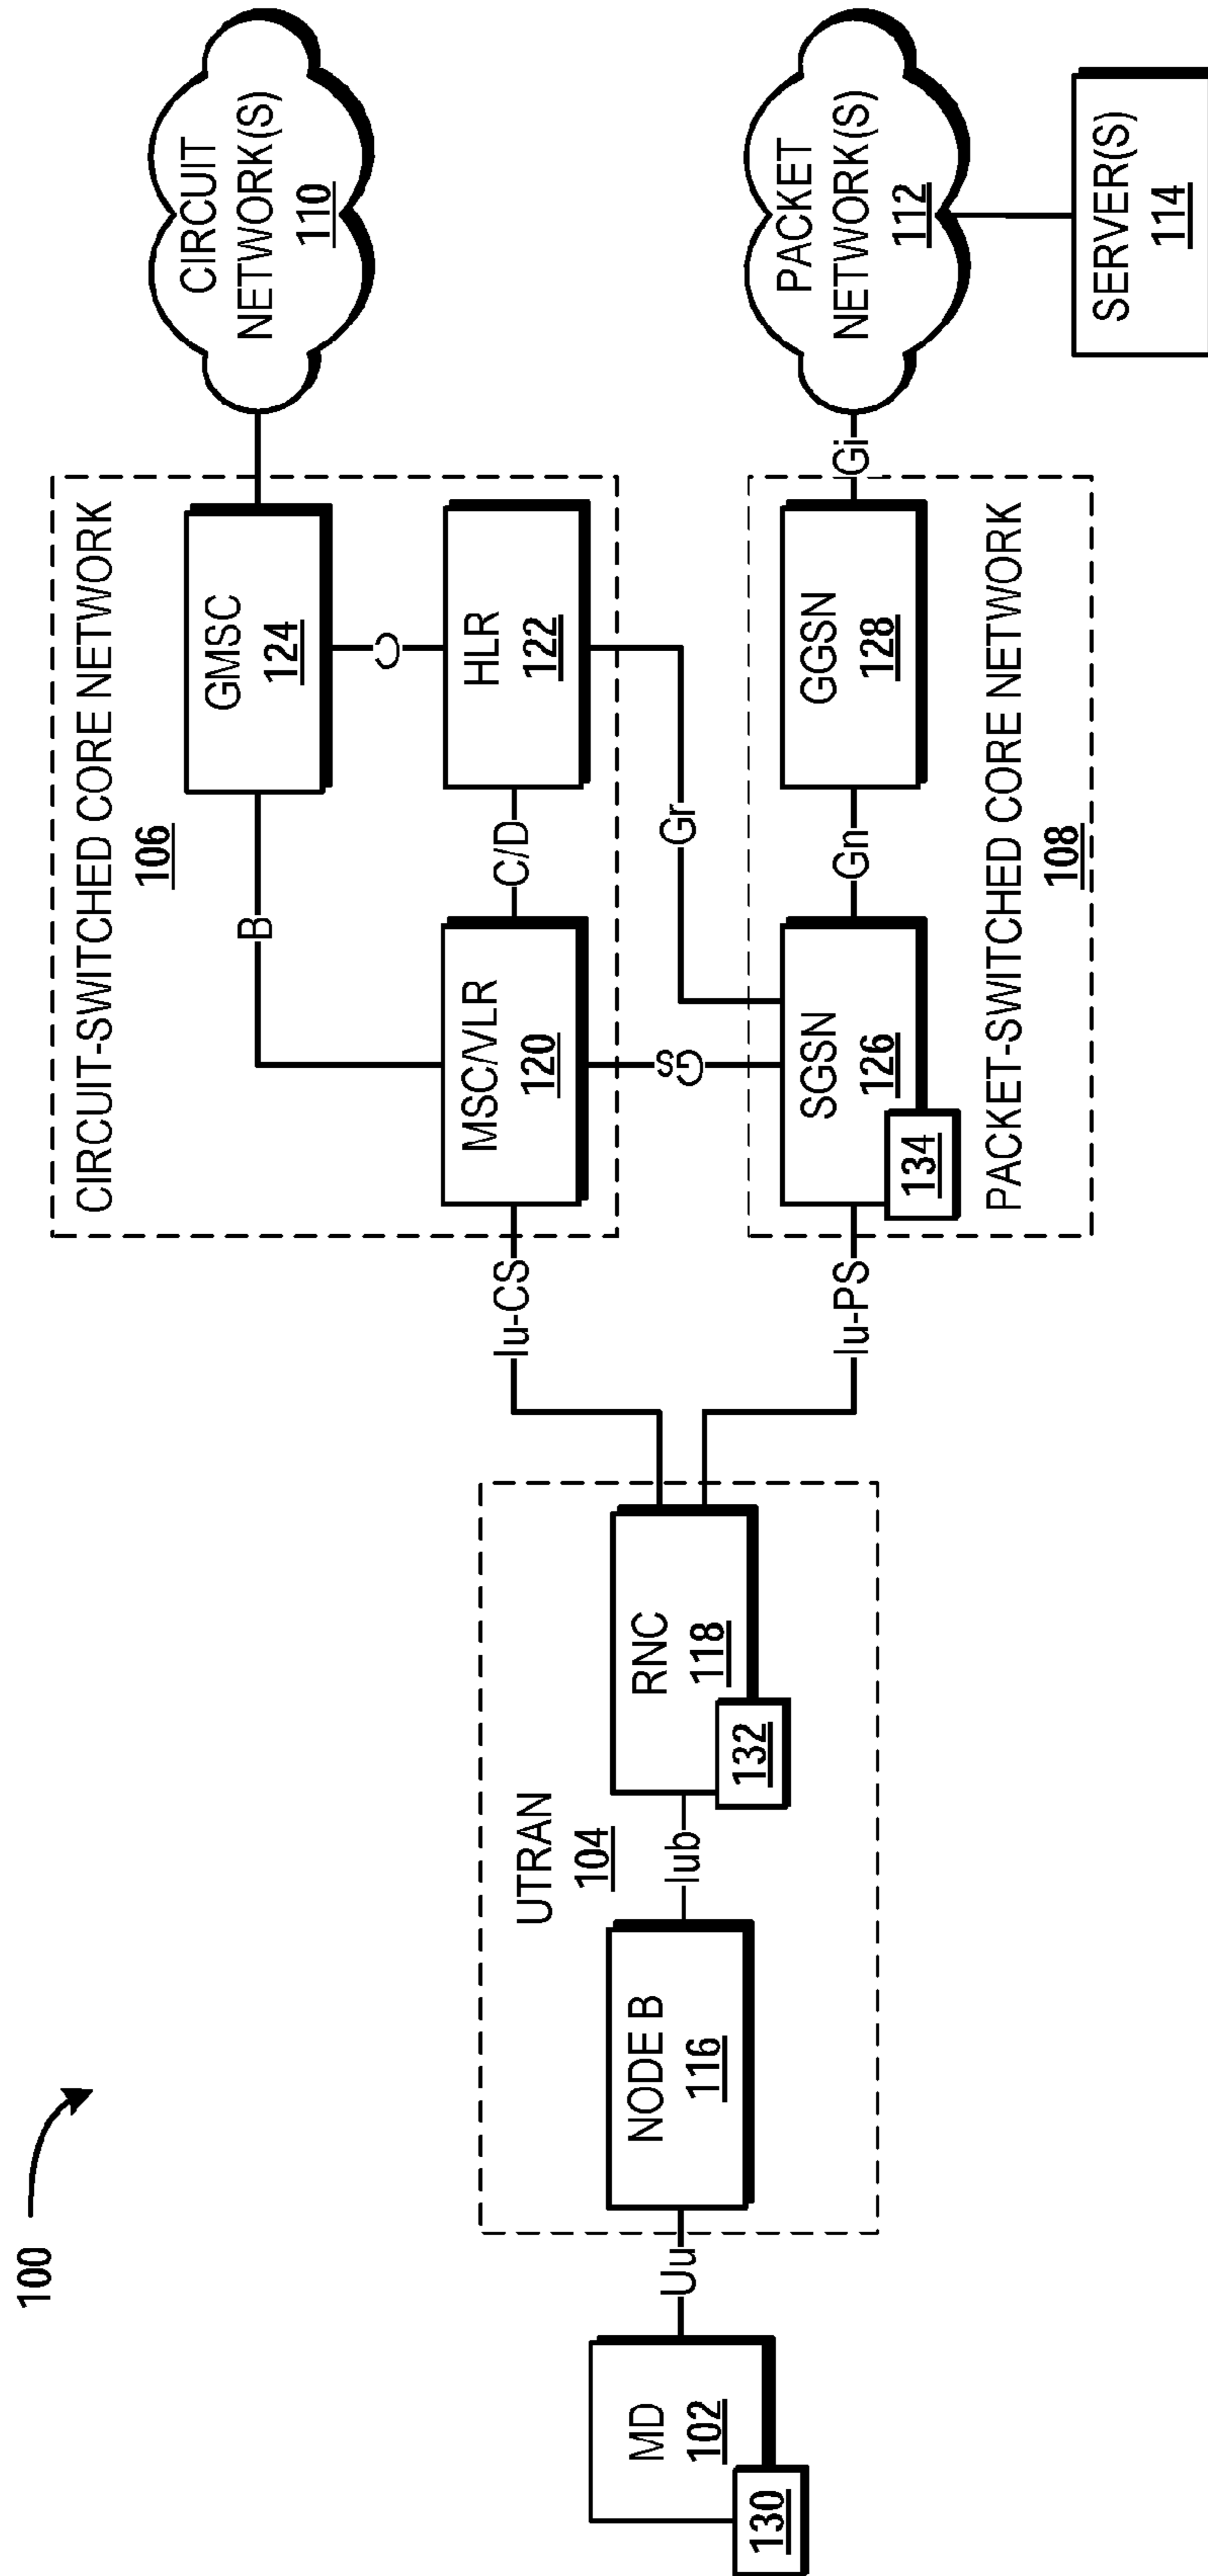 100
CIRCUIT-SWITCHED CORE NETWORK
106
GMSC
124
B
C
MSC/VLR
120
C/D
HLR
122
CIRCUIT
NETWORK(S)
110
Iu-CS
Gs
Gr
UTRAN
104
MD
102
130
Uu
NODE B
116
Iub
RNC
118
132
Iu-PS
SGSN
126
134
Gn
GGSN
128
Gi
PACKET
NETWORK(S)
112
PACKET-SWITCHED CORE NETWORK
108
SERVER(S)
114